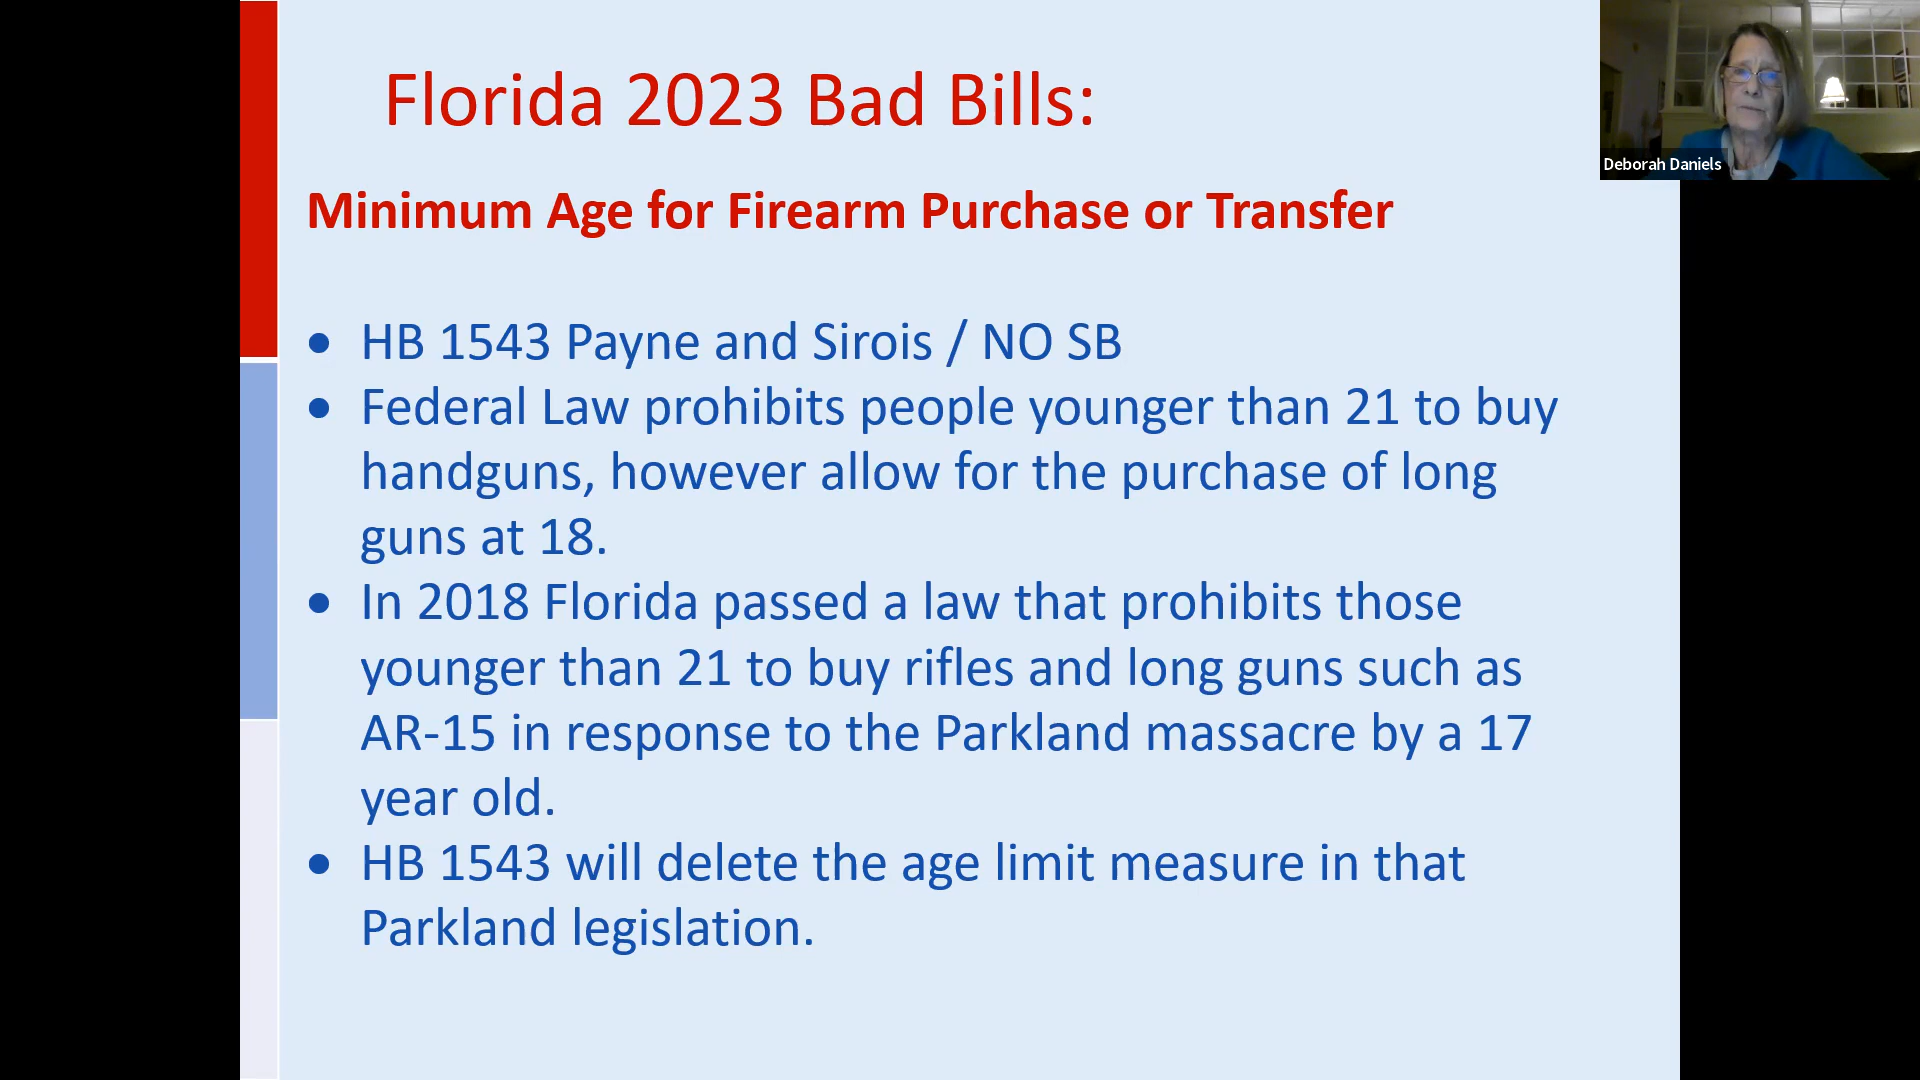 Florida 2023 Bad Bills:
Deborah Daniels
Minimum Age for Firearm Purchase or Transfer
• HB 1543 Payne and Sirois / NO SB
• Federal Law prohibits people younger than 21 to buy
handguns, however allow for the purchase of long
guns at 18.
• In 2018 Florida passed a law that prohibits those
younger than 21 to buy rifles and long guns such as
AR-15 in response to the Parkland massacre by a 17
year old.
• HB 1543 will delete the age limit measure in that
Parkland legislation.